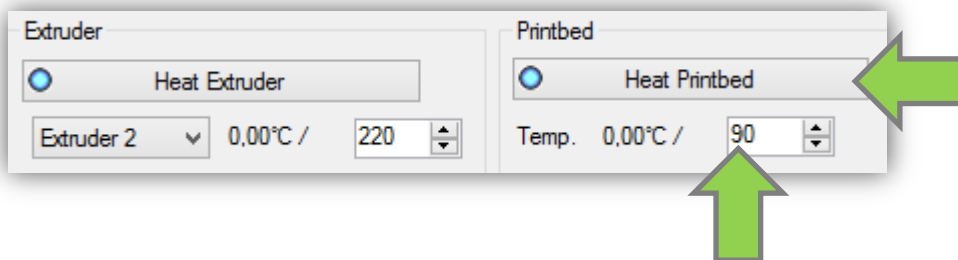 Extruder
Heat Extruder
Extruder 2 0,00°C / 220
Printbed
Heat Printbed
Temp. 0,00°C / 90